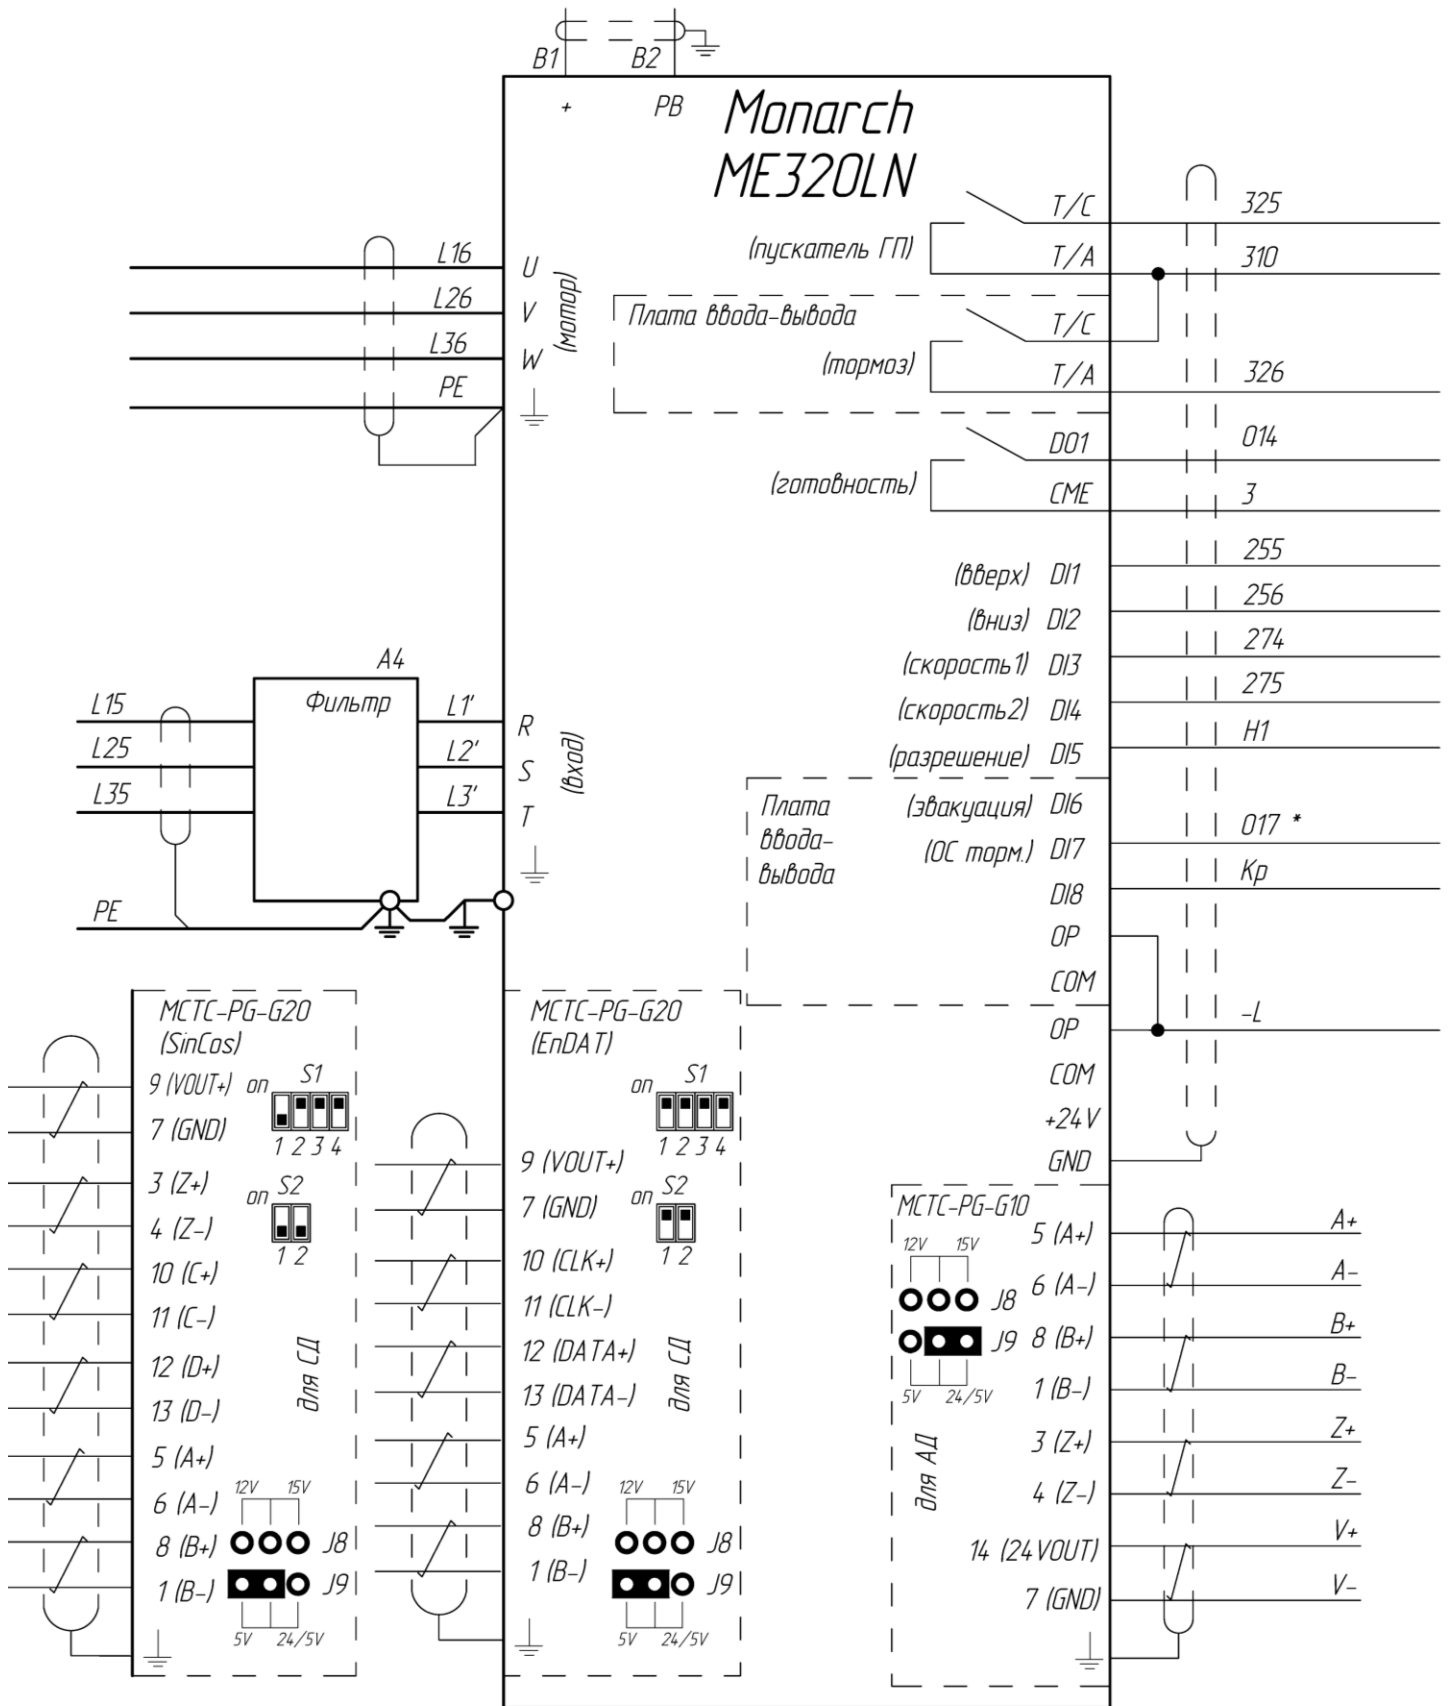 B1 B2
+ PB
Monarch
ME320LN
T/C 325
(пускатель ГП)
T/A 310
L16 U
L26 V
L36 W
(мотор)
PE
Плата ввода-вывода
T/C
(тормоз)
T/A 326
DO1 014
(готовность)
CME 3
(вверх) DI1 255
(вниз) DI2 256
(скорость1) DI3 274
(скорость2) DI4 275
(разрешение) DI5 H1
A4
Фильтр
L15 L1' R
L25 L2' S
L35 L3' T
(вход)
PE
Плата
ввода-
вывода
(эвакуация) DI6
(ОС торм.) DI7 017 *
DI8 Кр
OP
COM
OP -L
COM
+24V
GND
MCTC-PG-G20
(SinCos)
9 (VOUT+)
7 (GND)
on S1
1 2 3 4
3 (Z+)
4 (Z-)
on S2
1 2
10 (C+)
11 (C-)
12 (D+)
13 (D-)
для СД
5 (A+)
6 (A-)
8 (B+)
1 (B-)
12V 15V
J8
J9
5V 24/5V
MCTC-PG-G20
(EnDAT)
on S1
1 2 3 4
9 (VOUT+)
7 (GND)
on S2
1 2
10 (CLK+)
11 (CLK-)
12 (DATA+)
13 (DATA-)
для СД
5 (A+)
6 (A-)
8 (B+)
1 (B-)
12V 15V
J8
J9
5V 24/5V
MCTC-PG-G10
12V 15V
J8
J9
5V 24/5V
для АД
5 (A+) A+
6 (A-) A-
8 (B+) B+
1 (B-) B-
3 (Z+) Z+
4 (Z-) Z-
14 (24VOUT) V+
7 (GND) V-